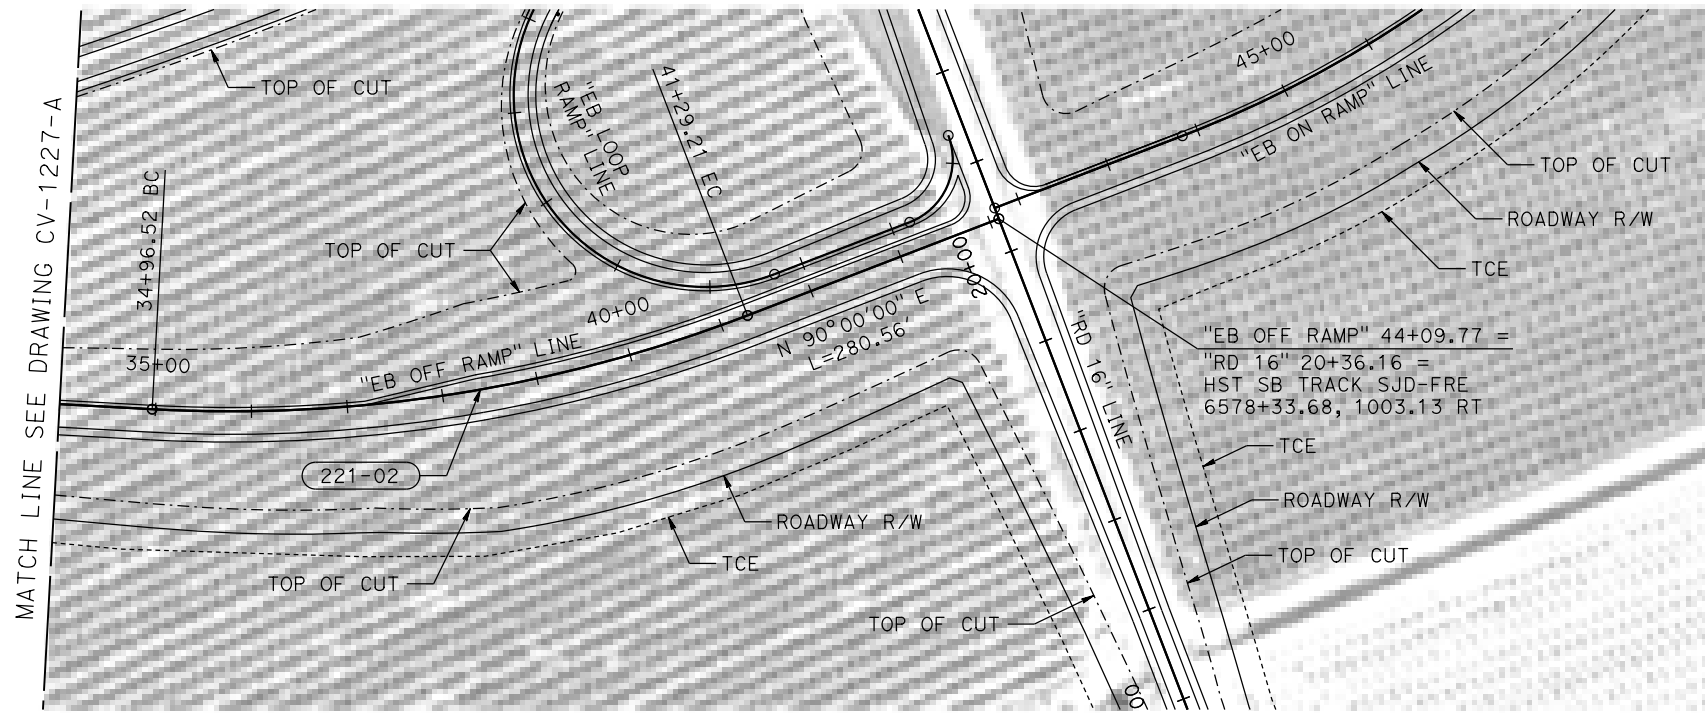 MATCH LINE SEE DRAWING CV-1227-A
TOP OF CUT
34+96.52 BC
35+00
TOP OF CUT
"EB LOOP
RAMP" LINE
41+29.21 EC
40+00
"EB OFF RAMP" LINE
N 90°00'00" E
L=280.56'
20+00
45+00
"EB ON RAMP" LINE
TOP OF CUT
ROADWAY R/W
TCE
"RD 16" LINE
"EB OFF RAMP" 44+09.77 =
"RD 16" 20+36.16 =
HST SB TRACK SJD-FRE
6578+33.68, 1003.13 RT
TCE
ROADWAY R/W
TOP OF CUT
221-02
ROADWAY R/W
TCE
TOP OF CUT
TOP OF CUT
00